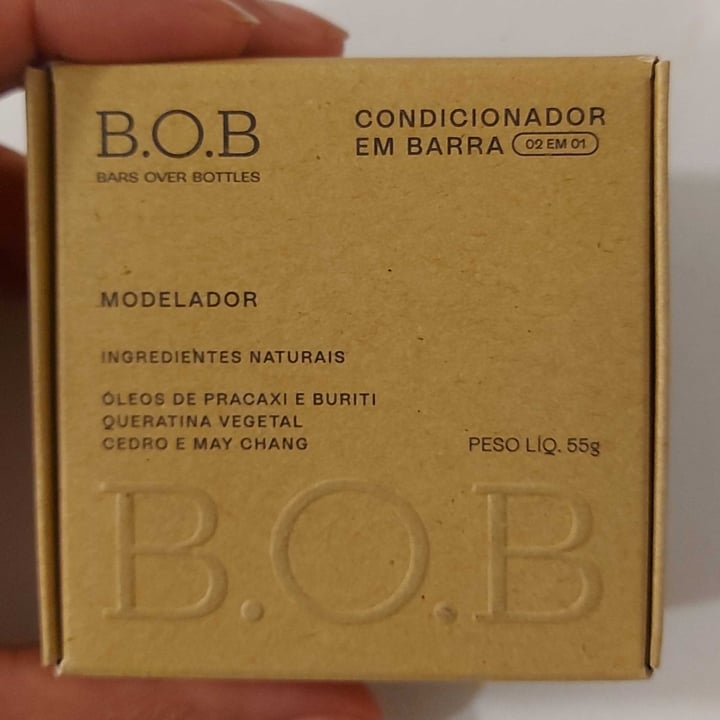 B.O.B
BARS OVER BOTTLES
CONDICIONADOR
EM BARRA 02 EM 01
MODELADOR
INGREDIENTES NATURAIS
ÓLEOS DE PRACAXI E BURITI
QUERATINA VEGETAL
CEDRO E MAY CHANG
PESO LÍQ. 55g
B.O.B